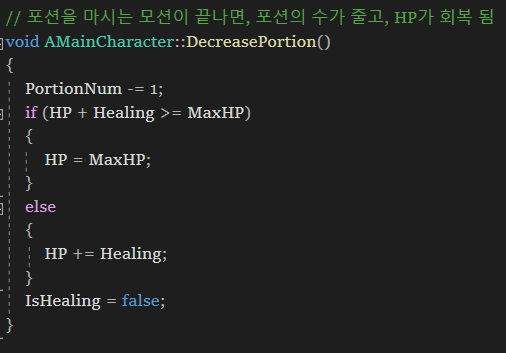 // 포션을 마시는 모션이 끝나면, 포션의 수가 줄고, HP가 회복 됨
void AMainCharacter::DecreasePortion()
{
PortionNum -= 1;
if (HP + Healing >= MaxHP)
{
HP = MaxHP;
}
else
{
HP += Healing;
}
IsHealing = false;
}